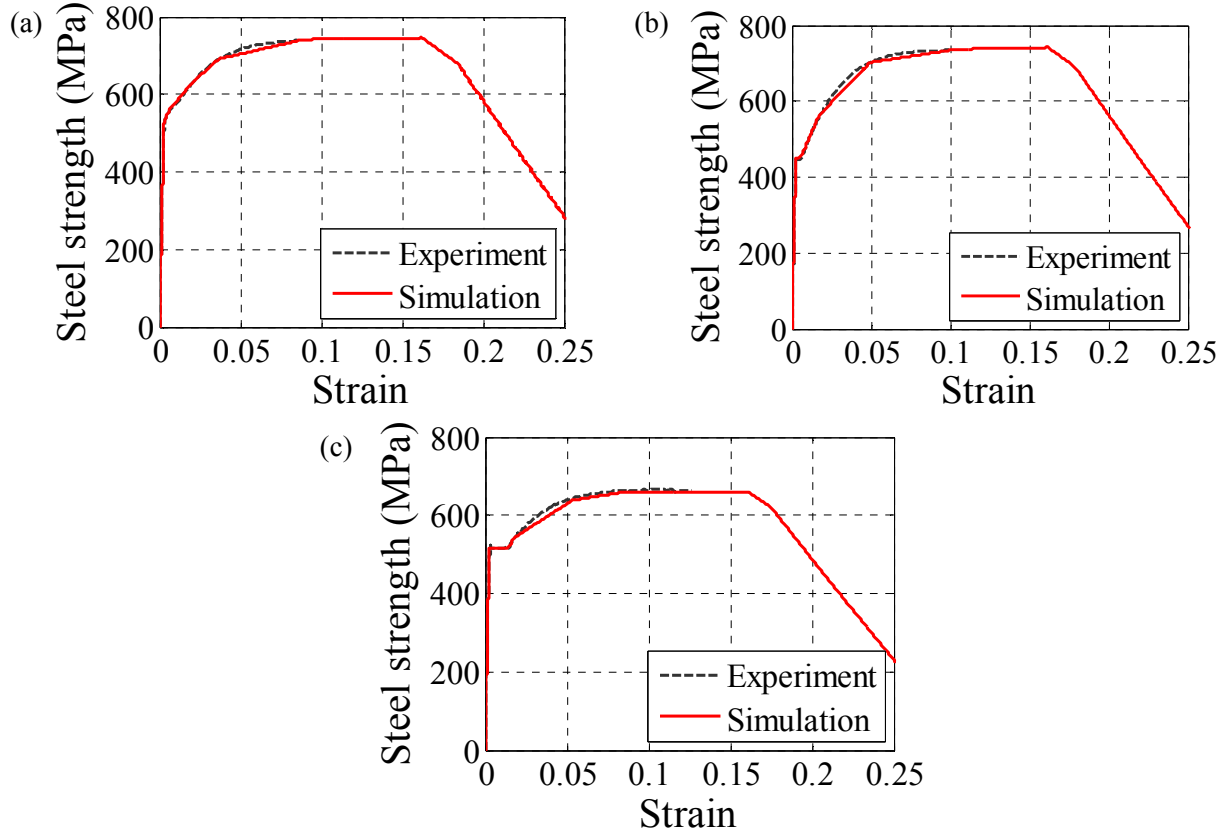 (a)
Steel strength (MPa)
800
600
400
200
0
Experiment
Simulation
0 0.05 0.1 0.15 0.2 0.25
Strain
(b)
Steel strength (MPa)
800
600
400
200
0
Experiment
Simulation
0 0.05 0.1 0.15 0.2 0.25
Strain
(c)
Steel strength (MPa)
800
600
400
200
0
Experiment
Simulation
0 0.05 0.1 0.15 0.2 0.25
Strain